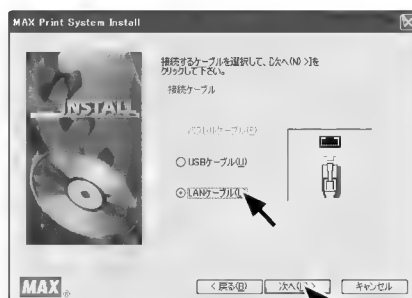 MAX Print System Install
接続するケーブルを選択して、[次へ(N) >]を
クリックして下さい。
接続ケーブル
パラレルケーブル(P)
USBケーブル(U)
LANケーブル(L)
INSTALL
MAX
< 戻る(B)
次へ(N) >
キャンセル